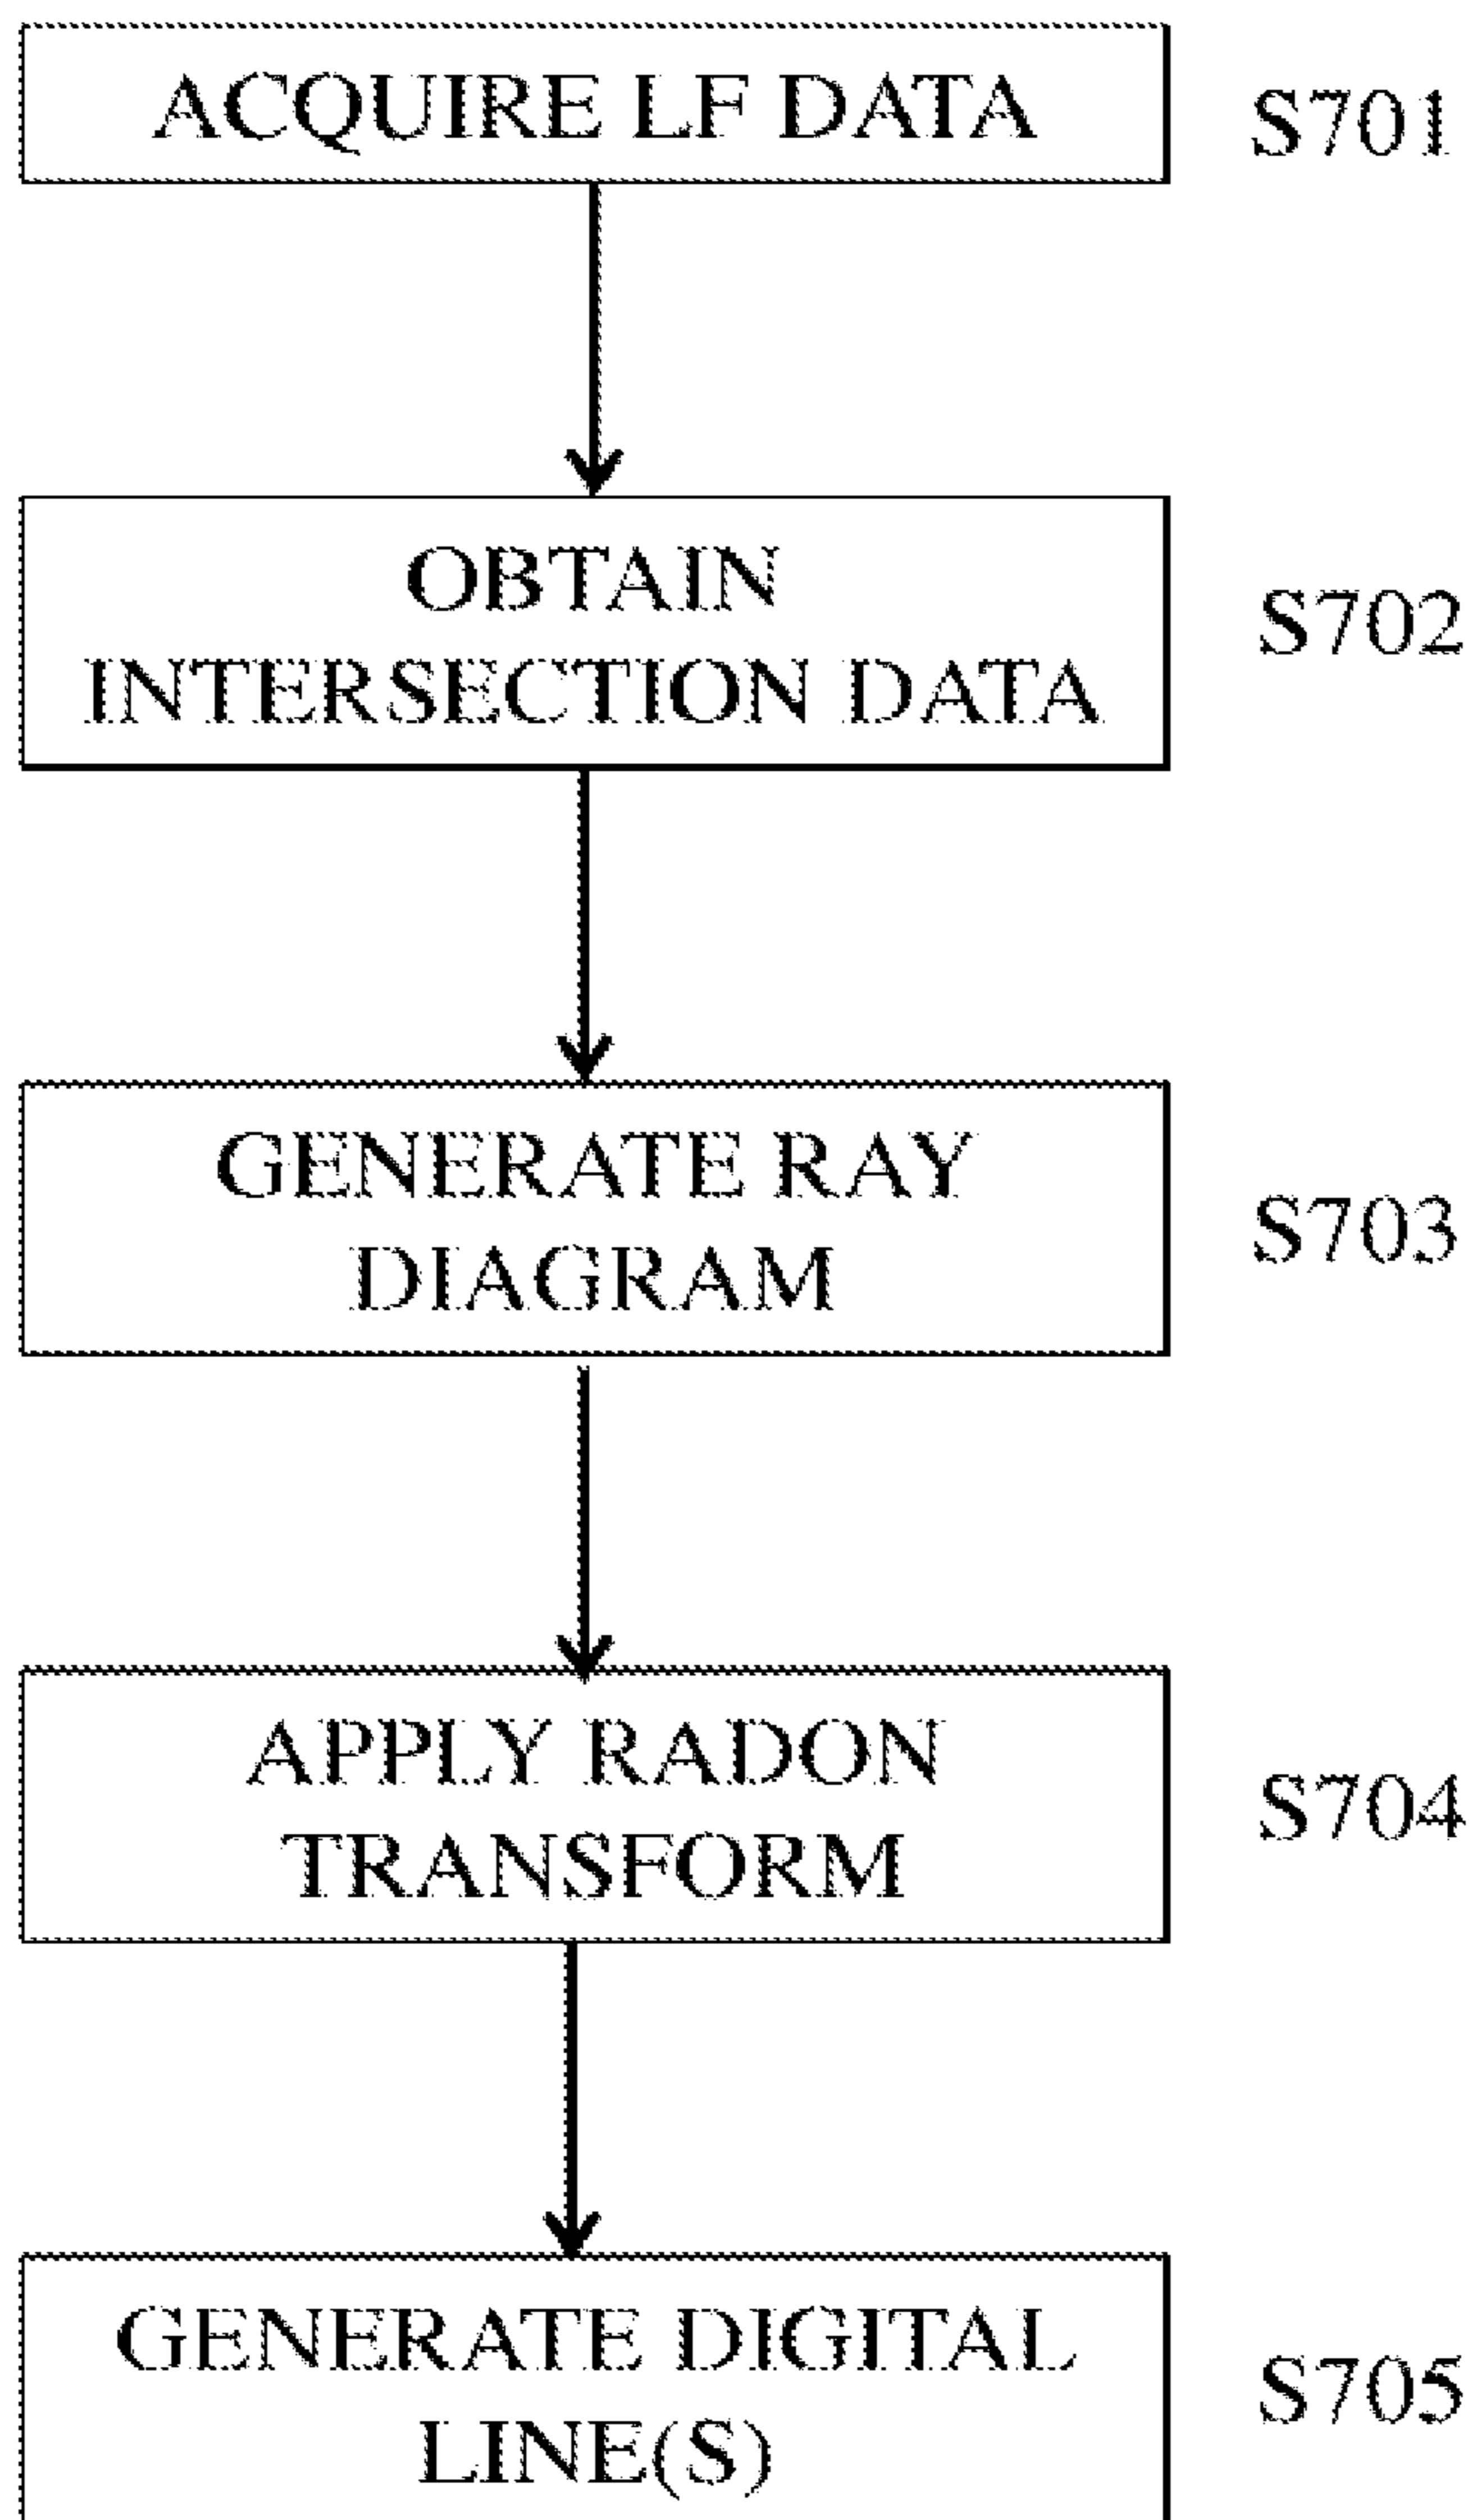 ACQUIRE LF DATA
S701
OBTAIN
INTERSECTION DATA
S702
GENERATE RAY
DIAGRAM
S703
APPLY RADON
TRANSFORM
S704
GENERATE DIGITAL
LINE(S)
S705